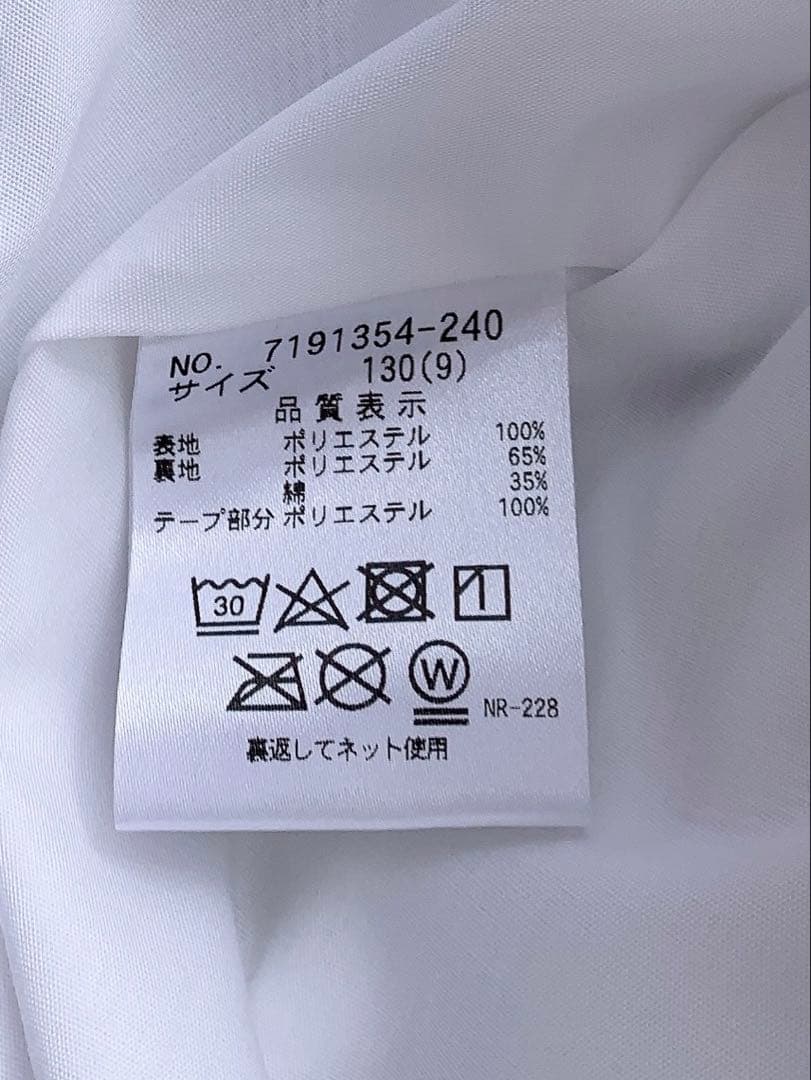 NO. 7191354-240
サイズ 130(9)
品質表示
表地 ポリエステル 100%
裏地 ポリエステル 65%
綿 35%
テープ部分 ポリエステル 100%
30
W NR-228
裏返してネット使用